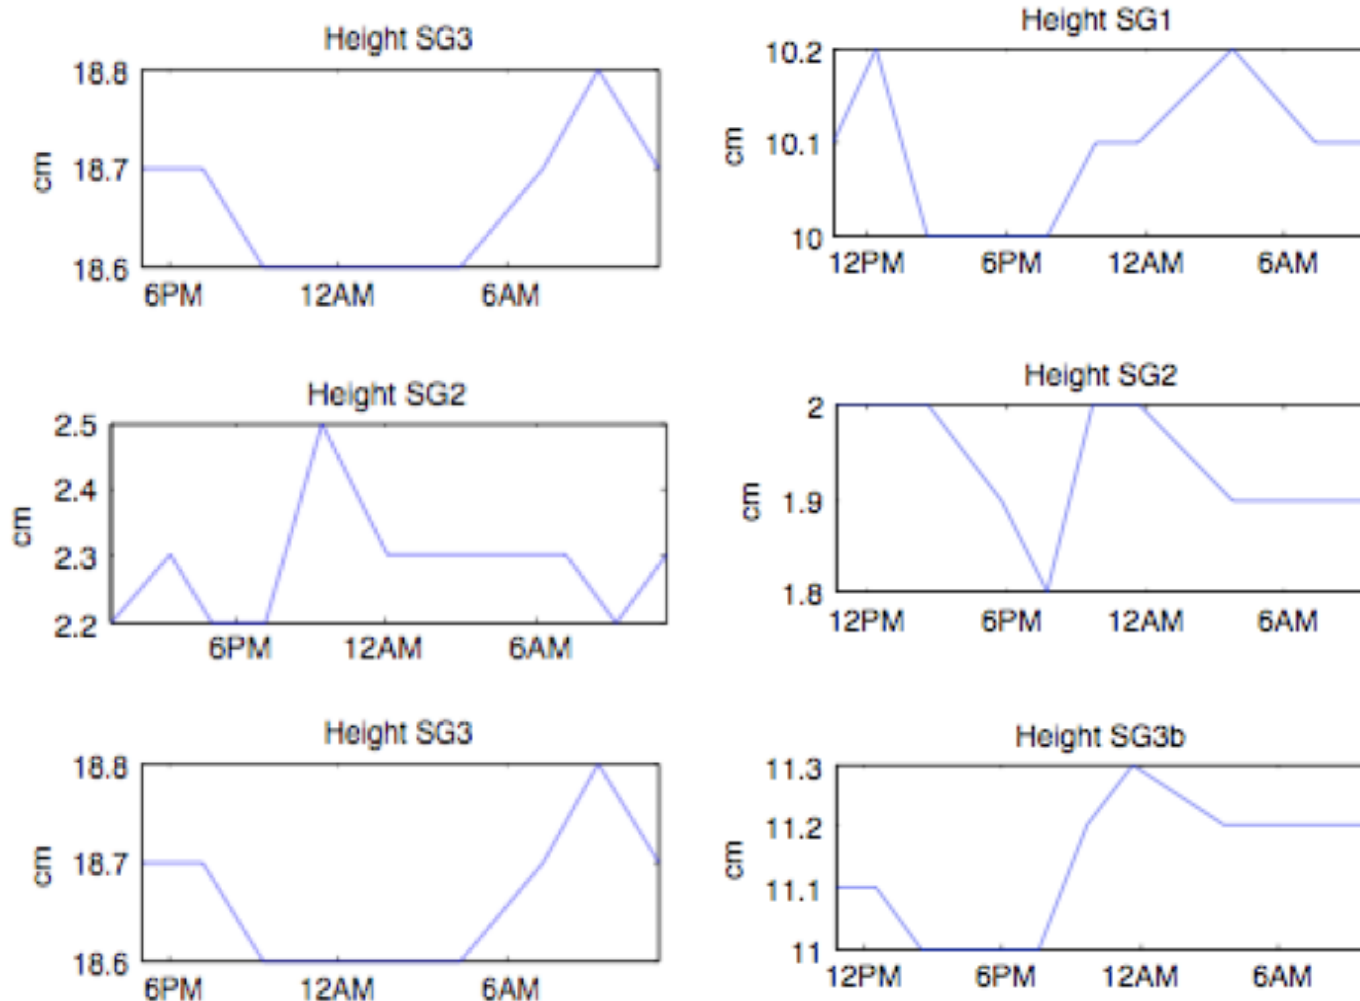 Height SG3
18.8
18.7
18.6
cm
6PM 12AM 6AM
Height SG1
10.2
10.1
10
cm
12PM 6PM 12AM 6AM
Height SG2
2.5
2.4
2.3
2.2
cm
6PM 12AM 6AM
Height SG2
2
1.9
1.8
cm
12PM 6PM 12AM 6AM
Height SG3
18.8
18.7
18.6
cm
6PM 12AM 6AM
Height SG3b
11.3
11.2
11.1
11
cm
12PM 6PM 12AM 6AM